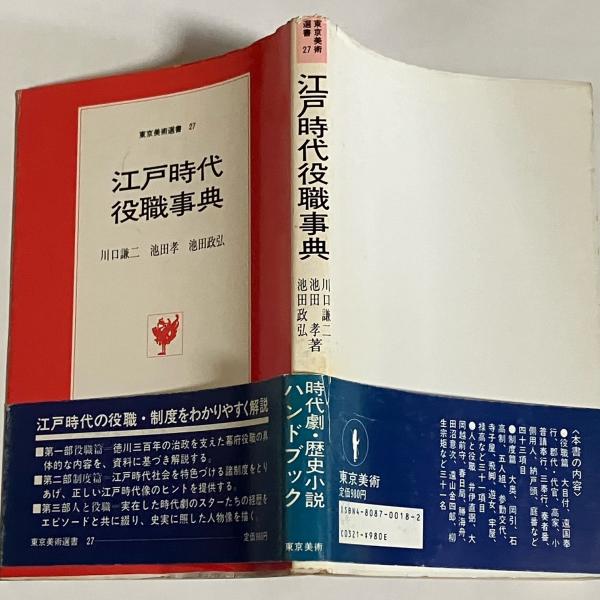 東京美術選書 27
江戸時代
役職事典
川口謙二 池田孝 池田政弘
江戸時代の役職・制度をわかりやすく解説
■第一部役職篇＝徳川三百年の治政を支えた幕府役職の具
体的な内容を、資料に基づき解説する。
■第二部制度篇＝江戸時代社会を特色づける諸制度をとり
あげ、正しい江戸時代像のヒントを提供する。
■第三部人と役職＝実在した時代劇のスターたちの経歴を
エピソードと共に綴り、史実に照した人物像を描く。
東京美術選書 27
定価980円
東京美術
選書 27
江戸時代役職事典
川口謙二
池田 孝著
池田政弘
時代劇・歴史小説
ハンドブック
東京美術
東京美術
定価980円
ISBN4-8087-0018-2
C0321-¥980E
〈本書の内容〉
●役職篇 大目付、遠国奉
行、郡代・代官、高家、小
普請奉行、三奉行、奏者番、
側用人、納戸頭、庭番など
四十三項目
●制度篇 大奥、岡引、石
高制、五人組、参勤交代、
寺子屋、飛脚、遊女、牢屋、
禄高など三十一項目
●人と役職 井伊直弼、大
岡越前守、春日局、勝海舟、
田沼意次、遠山金四郎、柳
生宗矩など三十一名